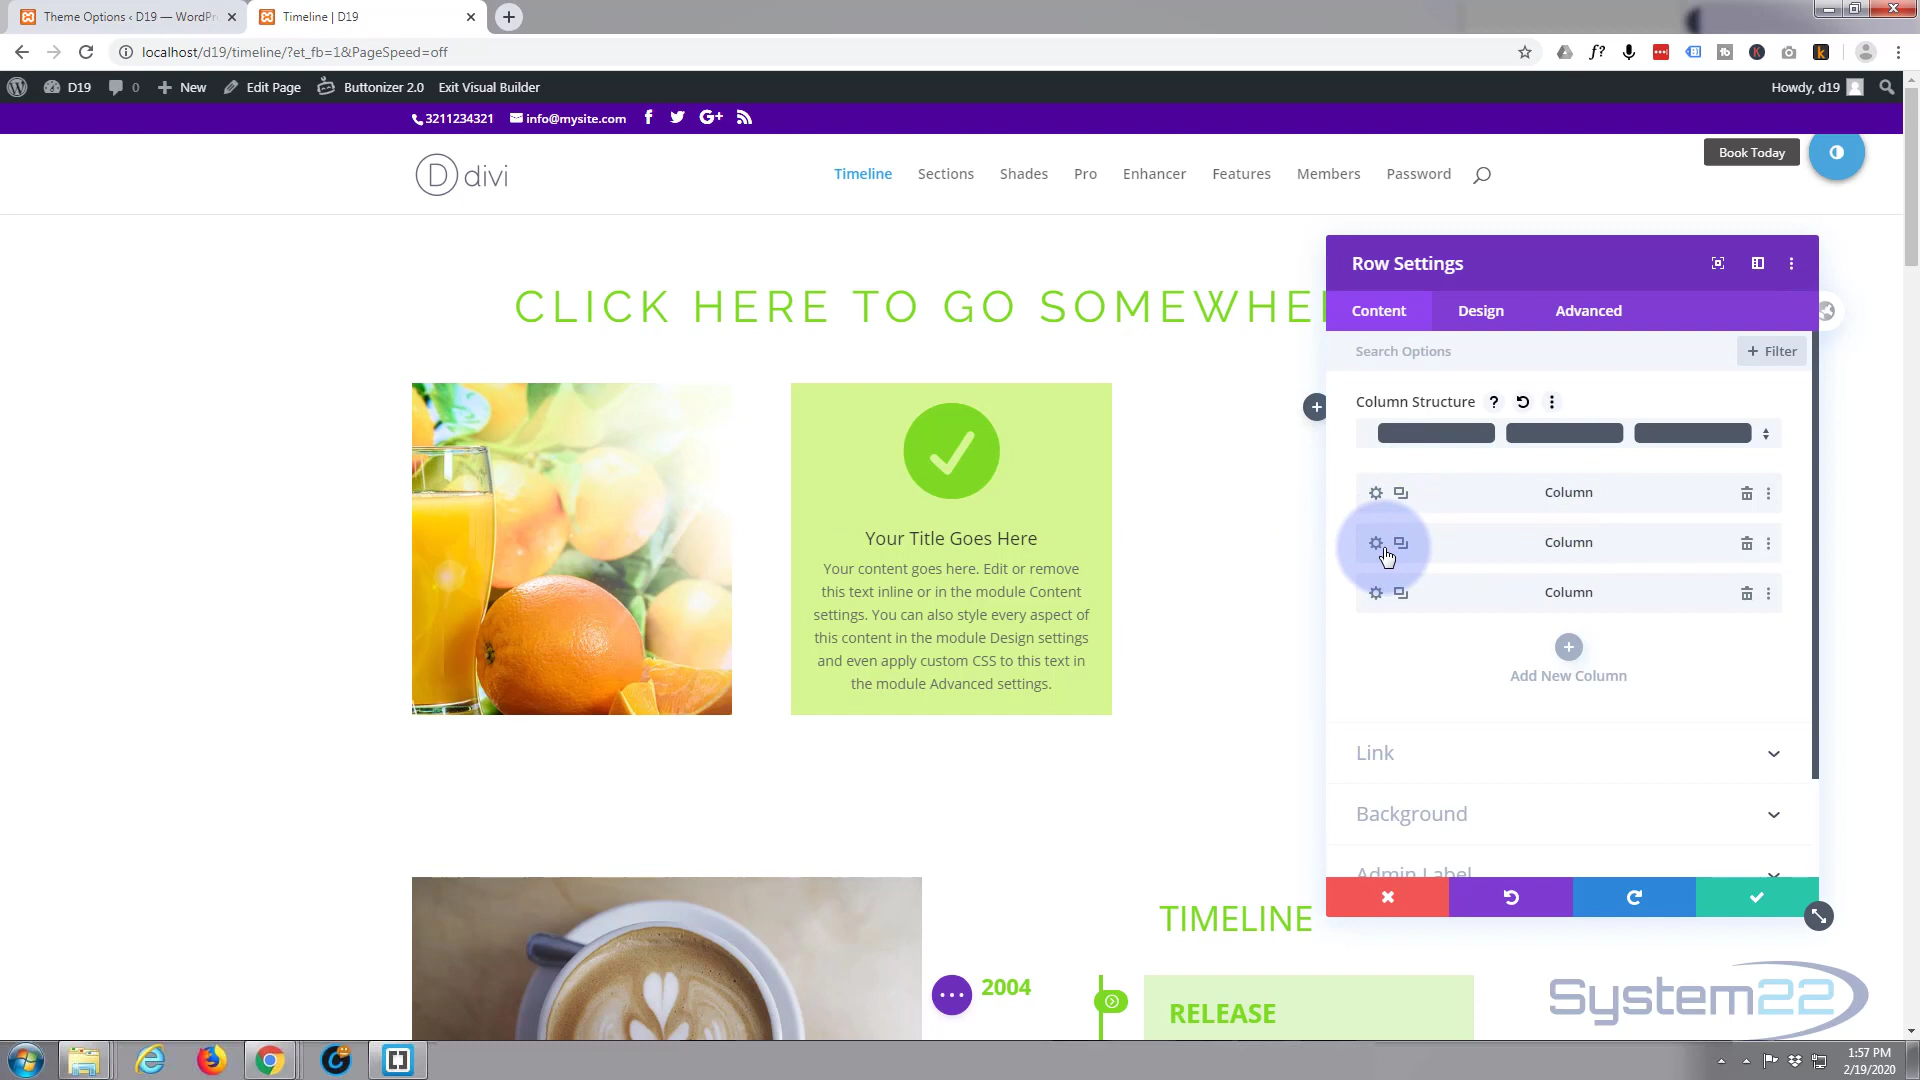 Theme Options ‹ D19 — WordPr
Timeline | D19
localhost/d19/timeline/?et_fb=1&PageSpeed=off
D19
0
New
Edit Page
Buttonizer 2.0
Exit Visual Builder
Howdy, d19
3211234321
info@mysite.com
Book Today
divi
Timeline
Sections
Shades
Pro
Enhancer
Features
Members
Password
Row Settings
CLICK HERE TO GO SOMEWHE
Content
Design
Advanced
Search Options
+ Filter
Column Structure
Column
Column
Column
Add New Column
Your Title Goes Here
Your content goes here. Edit or remove
this text inline or in the module Content
settings. You can also style every aspect of
this content in the module Design settings
and even apply custom CSS to this text in
the module Advanced settings.
Link
Background
Admin Label
TIMELINE
2004
RELEASE
System22
1:57 PM
2/19/2020